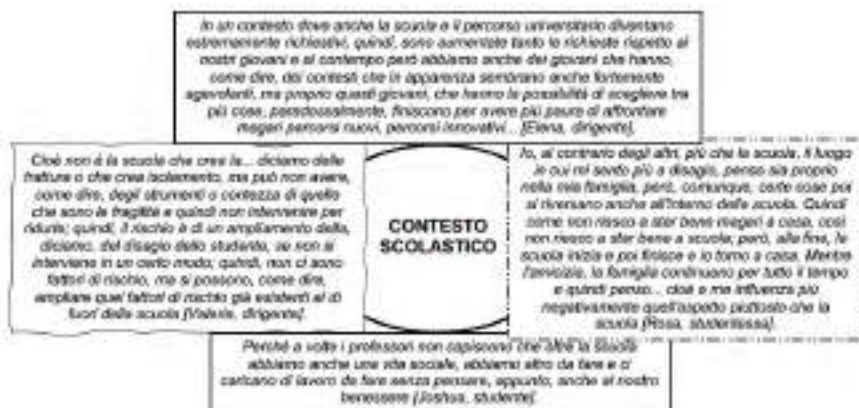 In un contesto dove anche la scuola e il percorso universitario diventano
estremamente richiestivi, quindi, sono aumentate tanto le richieste rispetto ai
nostri giovani e al contempo però abbiamo anche dei giovani che hanno,
come dire, dei contesti che in apparenza sembrano anche fortemente
agevolanti, ma proprio questi giovani, che hanno la possibilità di scegliere tra
più cose, paradossalmente, finiscono per avere più paura di affrontare
magari percorsi nuovi, percorsi innovativi... [Elena, dirigente].
Cioè non è la scuola che crea la... diciamo delle
fratture o che crea isolamento, ma può non avere,
come dire, degli strumenti o contezza di quelle
che sono le fragilità e quindi non intervenire per
ridurle; quindi, il rischio è di un ampliamento della,
diciamo, del disagio dello studente, se non si
interviene in un certo modo; quindi, non ci sono
fattori di rischio, ma si possono, come dire,
ampliare quei fattori di rischio già esistenti al di
fuori della scuola [Valerie, dirigente].
CONTESTO
SCOLASTICO
Io, al contrario degli altri, più che la scuola, il luogo
in cui mi sento più a disagio, penso sia proprio
nella mia famiglia, però, comunque, certe cose poi
si riversano anche all'interno della scuola. Quindi
come non riesco a star bene magari a casa, così
non riesco a star bene a scuola; però, alla fine, la
scuola inizia e poi finisce e io torno a casa. Mentre
l'amicizia, la famiglia continuano per tutto il tempo
e quindi penso... cioè a me influenza più
negativamente quell'aspetto piuttosto che la
scuola [Rosa, studentessa].
Perché a volte i professori non capiscono che oltre la scuola
abbiamo anche una vita sociale, abbiamo altro da fare e ci
caricano di lavoro da fare senza pensare, appunto, anche al nostro
benessere [Joshua, studente].